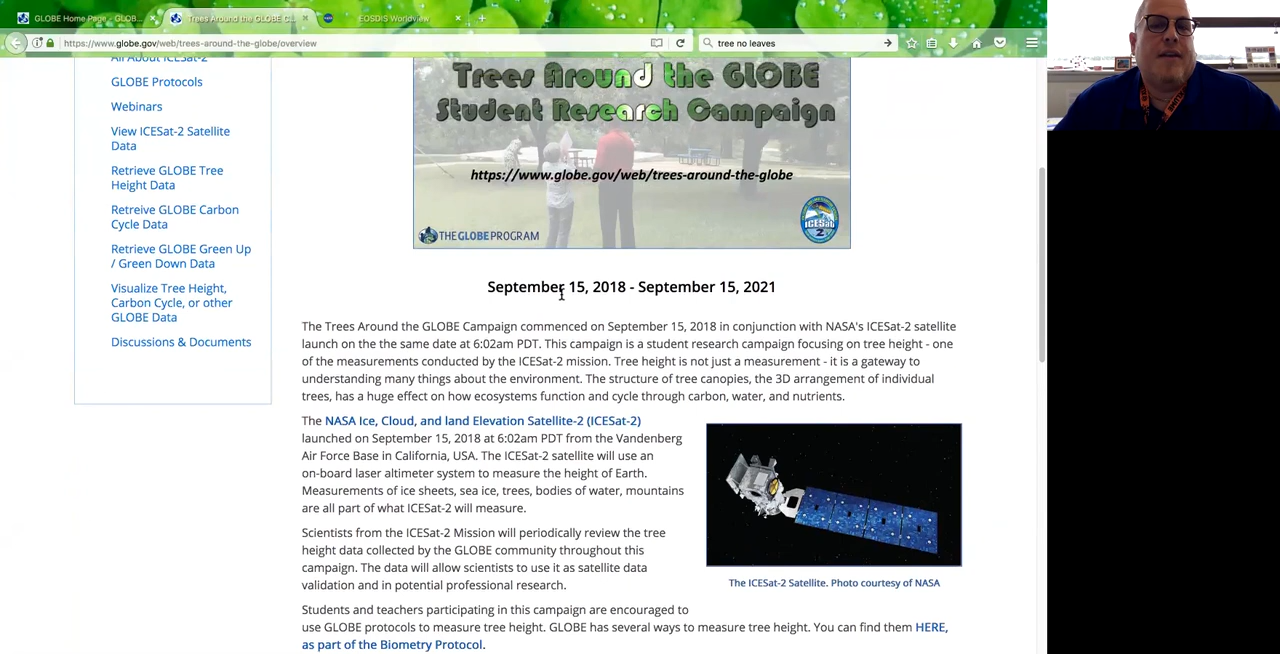 GLOBE Home Page - GLOB...
Trees Around the GLOBE C...
EOSDIS Worldview
https://www.globe.gov/web/trees-around-the-globe/overview
tree no leaves
All About ICESat-2
GLOBE Protocols
Webinars
View ICESat-2 Satellite
Data
Retrieve GLOBE Tree
Height Data
Retreive GLOBE Carbon
Cycle Data
Retrieve GLOBE Green Up
/ Green Down Data
Visualize Tree Height,
Carbon Cycle, or other
GLOBE Data
Discussions & Documents
Trees Around the GLOBE
Student Research Campaign
https://www.globe.gov/web/trees-around-the-globe
THE GLOBE PROGRAM
ICESat
2
September 15, 2018 - September 15, 2021
The Trees Around the GLOBE Campaign commenced on September 15, 2018 in conjunction with NASA's ICESat-2 satellite
launch on the the same date at 6:02am PDT. This campaign is a student research campaign focusing on tree height - one
of the measurements conducted by the ICESat-2 mission. Tree height is not just a measurement - it is a gateway to
understanding many things about the environment. The structure of tree canopies, the 3D arrangement of individual
trees, has a huge effect on how ecosystems function and cycle through carbon, water, and nutrients.
The NASA Ice, Cloud, and land Elevation Satellite-2 (ICESat-2)
launched on September 15, 2018 at 6:02am PDT from the Vandenberg
Air Force Base in California, USA. The ICESat-2 satellite will use an
on-board laser altimeter system to measure the height of Earth.
Measurements of ice sheets, sea ice, trees, bodies of water, mountains
are all part of what ICESat-2 will measure.
The ICESat-2 Satellite. Photo courtesy of NASA
Scientists from the ICESat-2 Mission will periodically review the tree
height data collected by the GLOBE community throughout this
campaign. The data will allow scientists to use it as satellite data
validation and in potential professional research.
Students and teachers participating in this campaign are encouraged to
use GLOBE protocols to measure tree height. GLOBE has several ways to measure tree height. You can find them HERE,
as part of the Biometry Protocol.